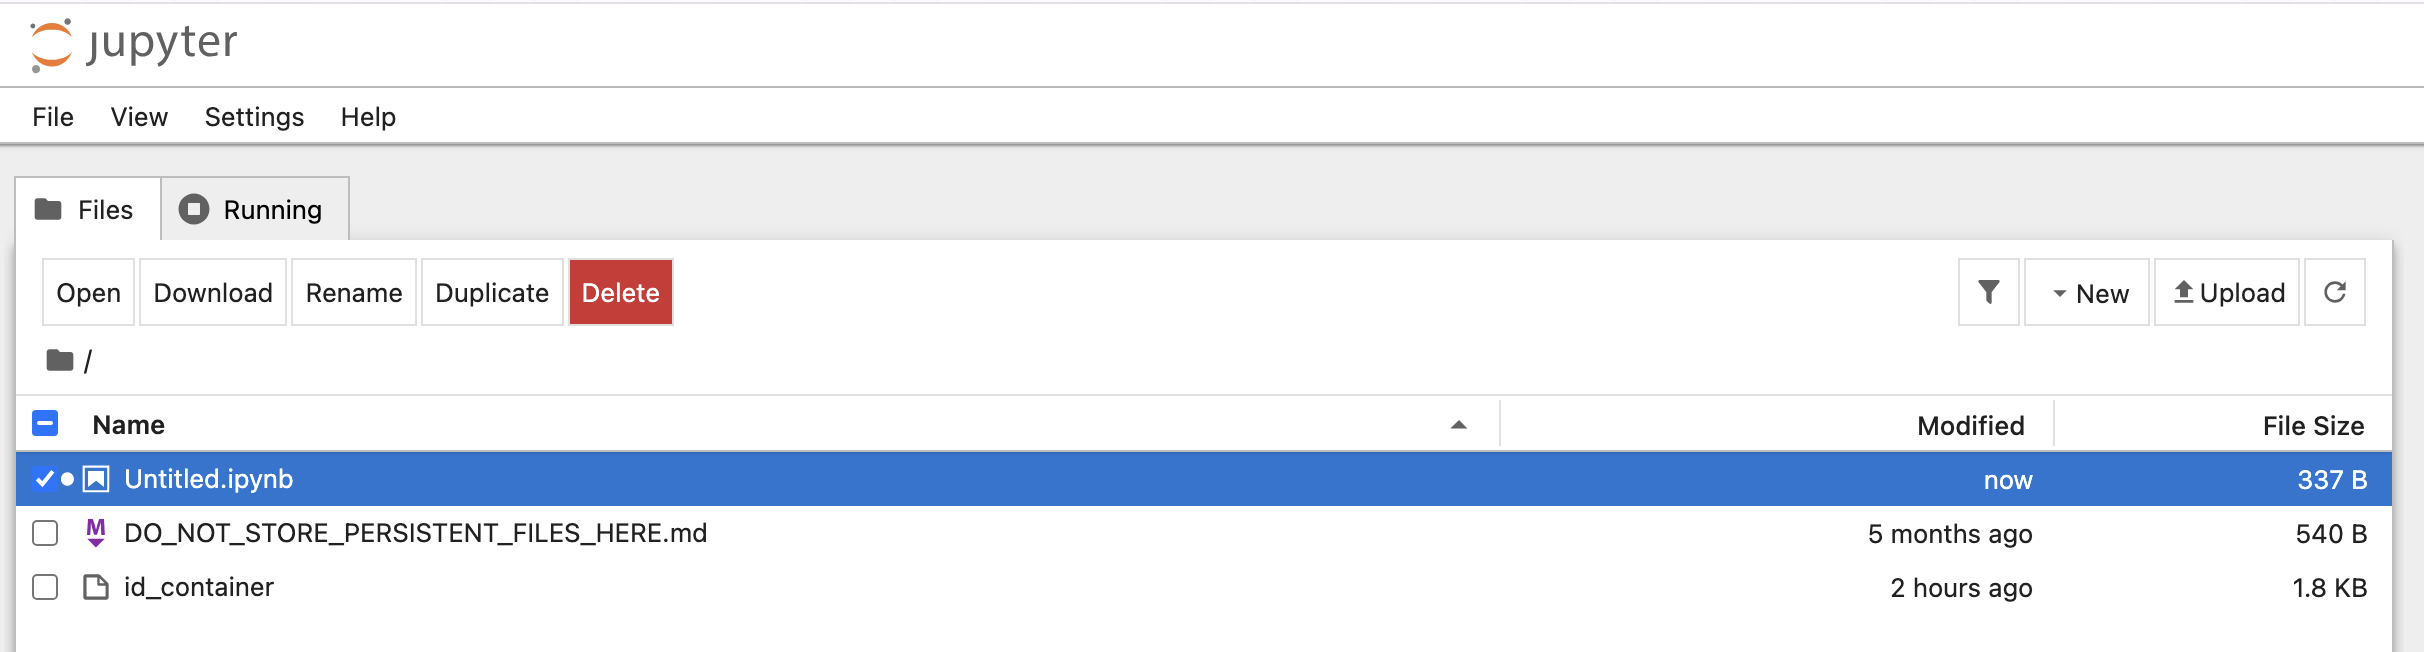 jupyter
File View Settings Help
Files Running
Open Download Rename Duplicate Delete New Upload
/
Name Modified File Size
Untitled.ipynb now 337 B
DO_NOT_STORE_PERSISTENT_FILES_HERE.md 5 months ago 540 B
id_container 2 hours ago 1.8 KB